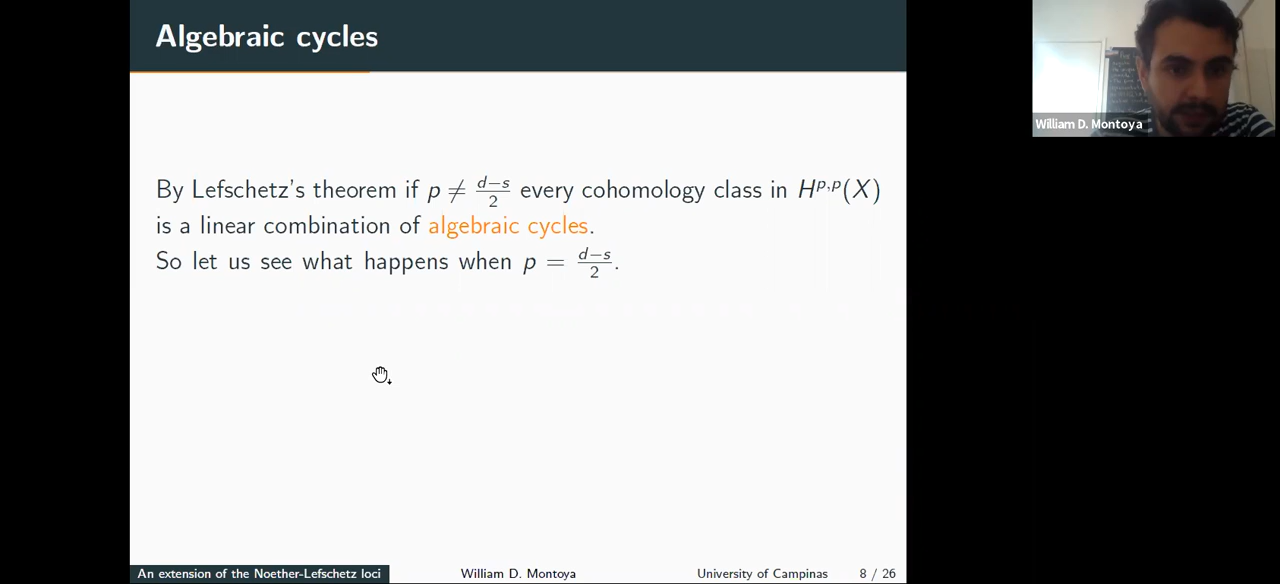 Algebraic cycles
William D. Montoya
By Lefschetz's theorem if p ≠ \frac{d-s}{2} every cohomology class in H^{p,p}(X)
is a linear combination of algebraic cycles.
So let us see what happens when p = \frac{d-s}{2}.
An extension of the Noether-Lefschetz loci William D. Montoya University of Campinas 8 / 26